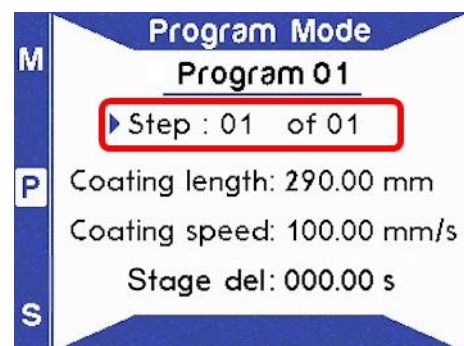 Program Mode
M
Program 01
Step : 01 of 01
P
Coating length: 290.00 mm
Coating speed: 100.00 mm/s
Stage del: 000.00 s
S